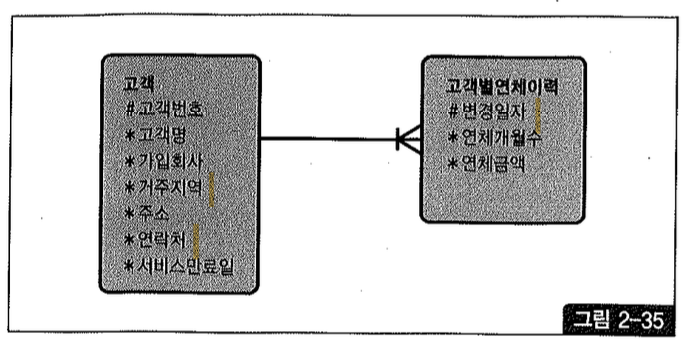 고객
#고객번호
*고객명
*가입회사
*거주지역
*주소
*연락처
*서비스만료일
고객별연체이력
#변경일자
*연체개월수
*연체금액
그림 2-35